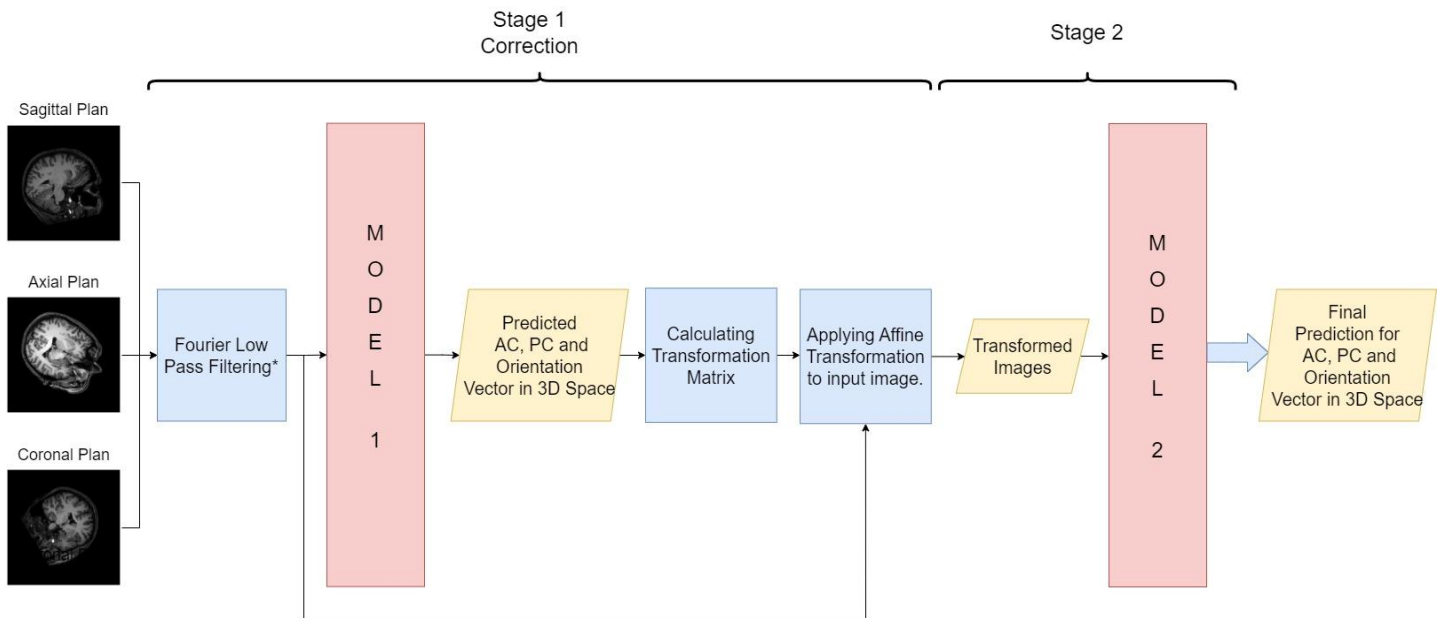 Stage 1
Correction
Stage 2
Sagittal Plan
Axial Plan
Coronal Plan
Fourier Low
Pass Filtering*
M
O
D
E
L
1
Predicted
AC, PC and
Orientation
Vector in 3D Space
Calculating
Transformation
Matrix
Applying Affine
Transformation
to input image.
Transformed
Images
M
O
D
E
L
2
Final
Prediction for
AC, PC and
Orientation
Vector in 3D Space